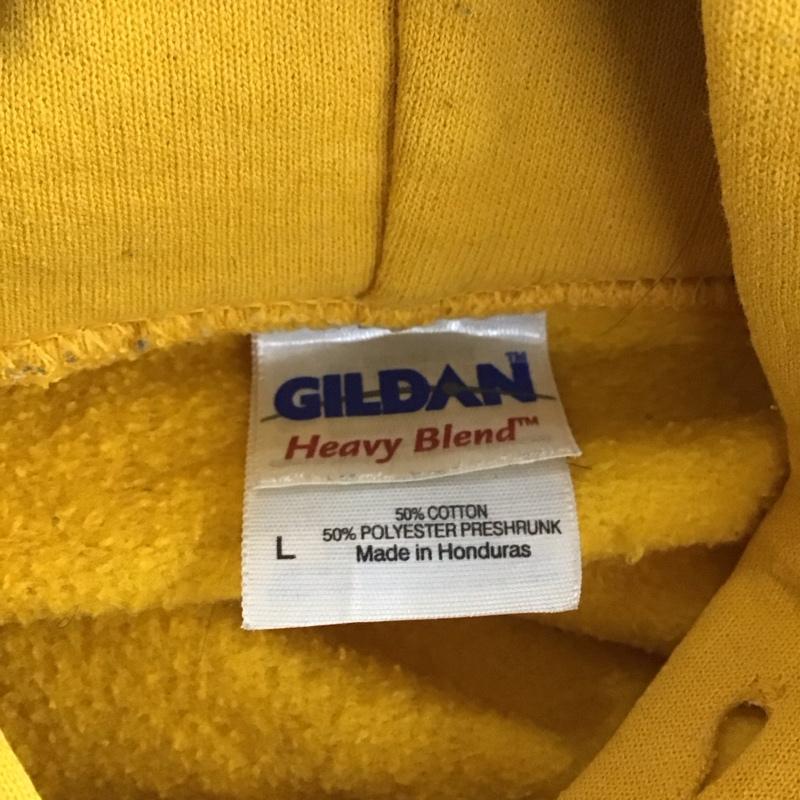 GILDAN™
Heavy Blend™
50% COTTON
50% POLYESTER PRESHRUNK
L
Made in Honduras